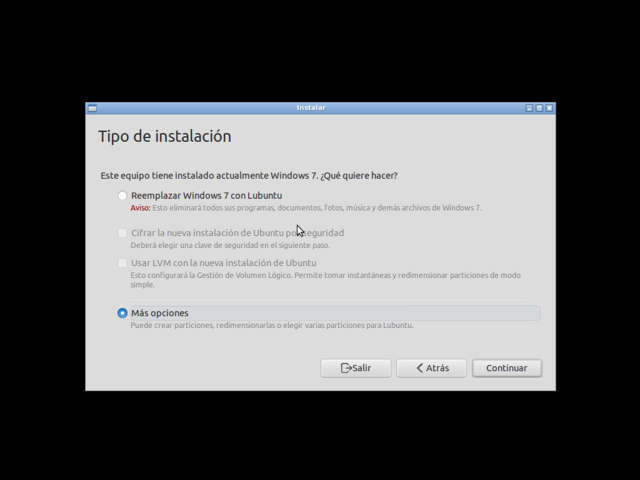 Instalar
Tipo de instalación
Este equipo tiene instalado actualmente Windows 7. ¿Qué quiere hacer?
Reemplazar Windows 7 con Lubuntu
Aviso: Esto eliminará todos sus programas, documentos, fotos, música y demás archivos de Windows 7.
Cifrar la nueva instalación de Ubuntu por seguridad
Deberá elegir una clave de seguridad en el siguiente paso.
Usar LVM con la nueva instalación de Ubuntu
Esto configurará la Gestión de Volumen Lógico. Permite tomar instantáneas y redimensionar particiones de modo
simple.
Más opciones
Puede crear particiones, redimensionarlas o elegir varias particiones para Lubuntu.
Salir Atrás Continuar